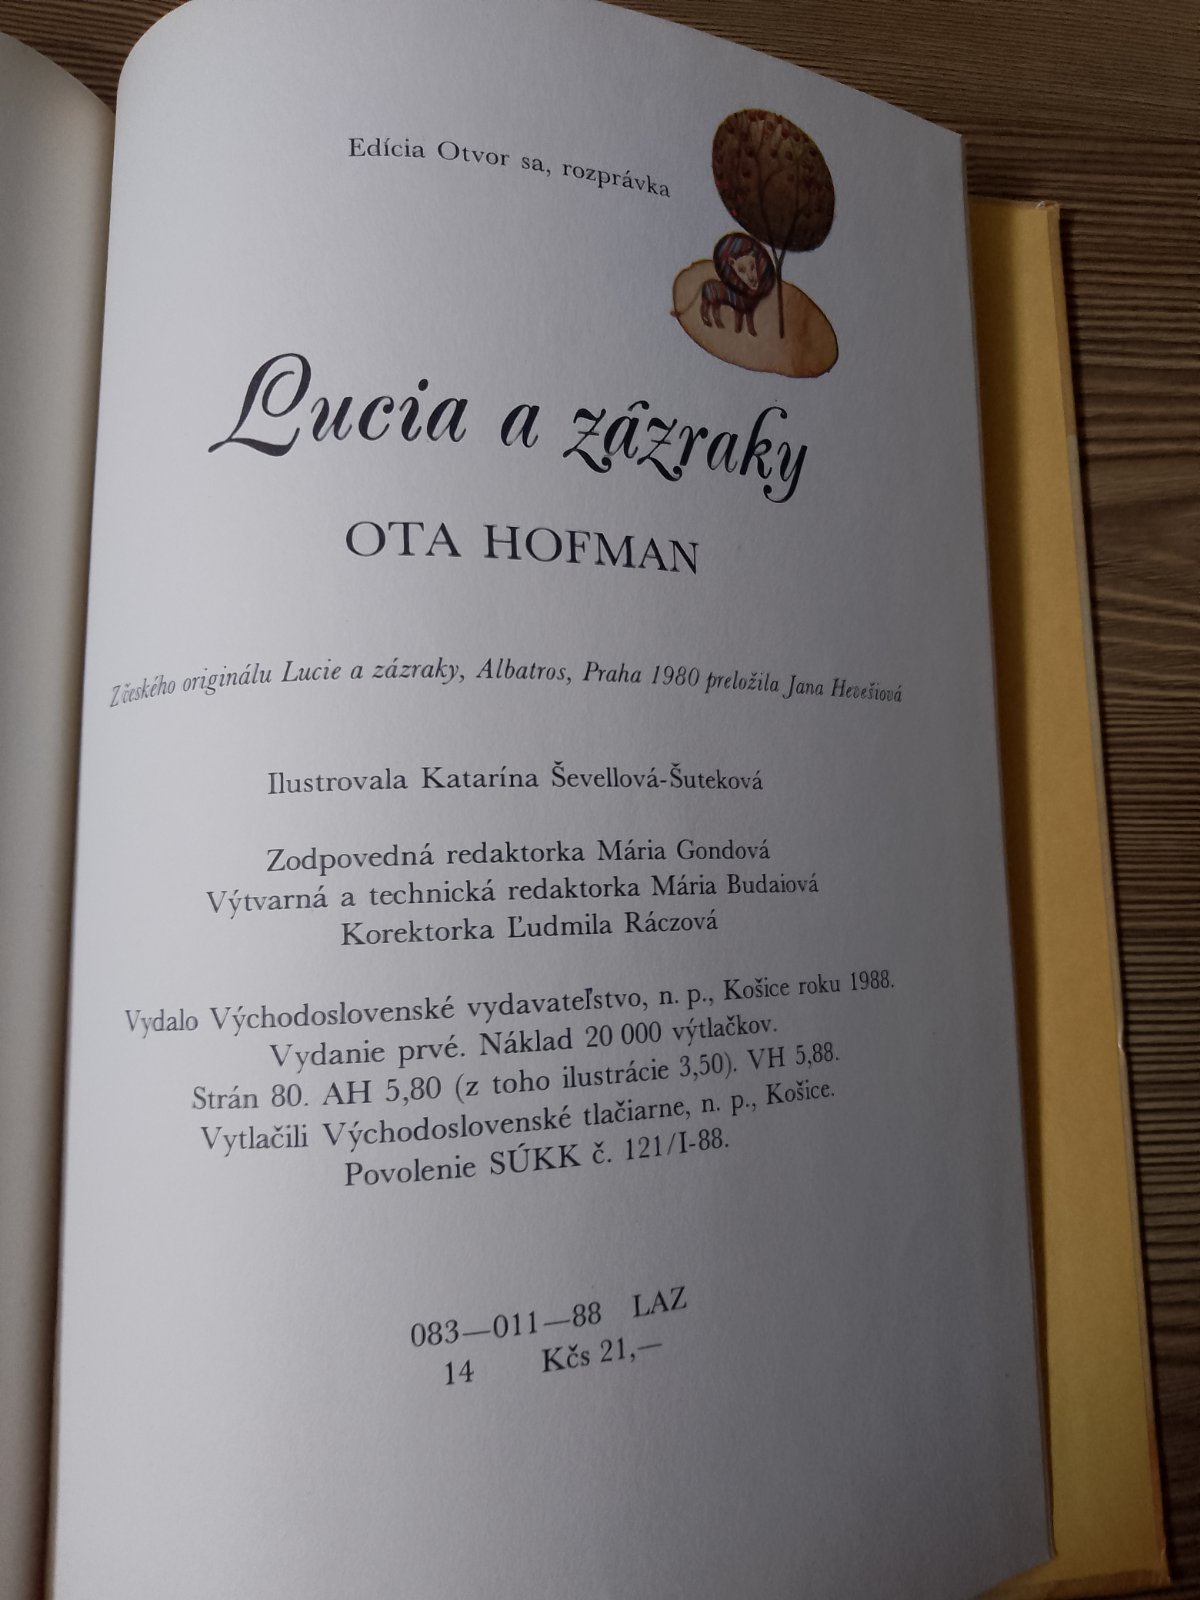 Edícia Otvor sa, rozprávka
Lucia a zázraky
OTA HOFMAN
Z českého originálu Lucie a zázraky, Albatros, Praha 1980 preložila Jana Hevešiová
Ilustrovala Katarína Ševellová-Šuteková
Zodpovedná redaktorka Mária Gondová
Výtvarná a technická redaktorka Mária Budaiová
Korektorka Ľudmila Ráczová
Vydalo Východoslovenské vydavateľstvo, n. p., Košice roku 1988.
Vydanie prvé. Náklad 20 000 výtlačkov.
Strán 80. AH 5,80 (z toho ilustrácie 3,50). VH 5,88.
Vytlačili Východoslovenské tlačiarne, n. p., Košice.
Povolenie SÚKK č. 121/I-88.
083—011—88 LAZ
14 Kčs 21,—